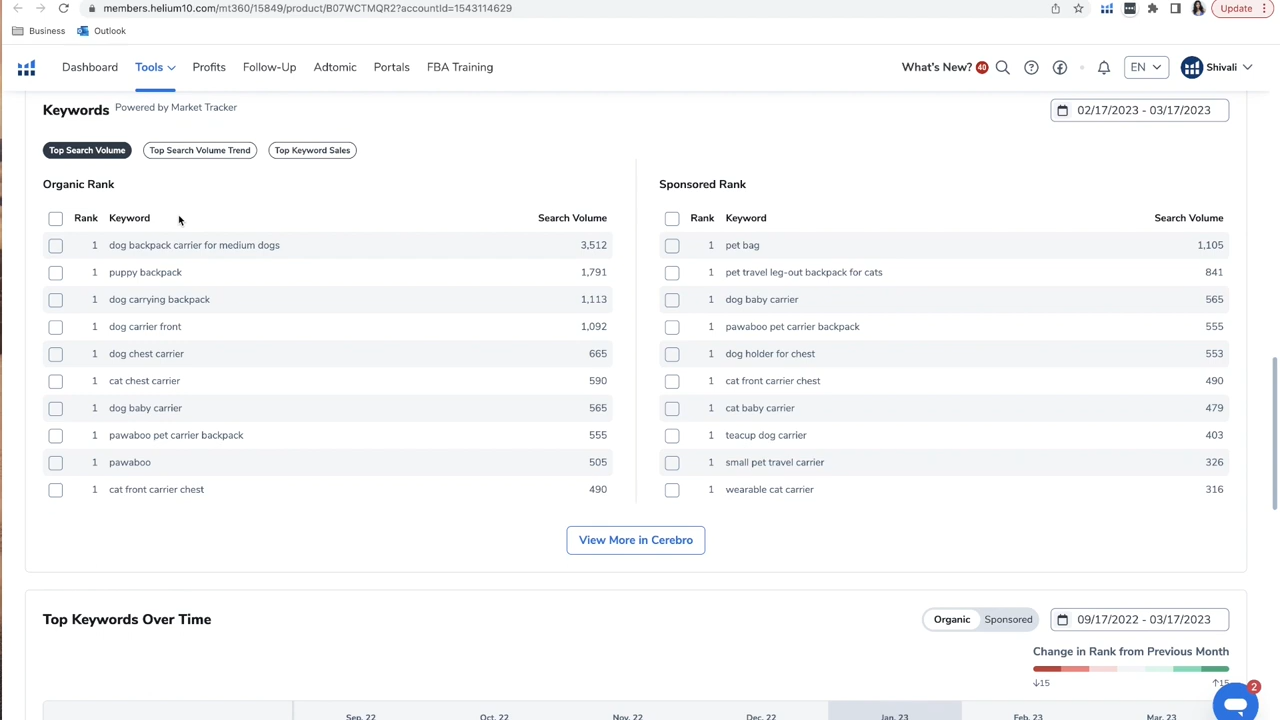 members.helium10.com/mt360/15849/product/B07WCTMQR2?accountId=1543114629
Update
Business Outlook
Dashboard Tools Profits Follow-Up Adtomic Portals FBA Training What's New? 40 EN Shivali
Keywords Powered by Market Tracker 02/17/2023 - 03/17/2023
Top Search Volume Top Search Volume Trend Top Keyword Sales
Organic Rank Sponsored Rank
Rank Keyword Search Volume Rank Keyword Search Volume
1 dog backpack carrier for medium dogs 3,512 1 pet bag 1,105
1 puppy backpack 1,791 1 pet travel leg-out backpack for cats 841
1 dog carrying backpack 1,113 1 dog baby carrier 565
1 dog carrier front 1,092 1 pawaboo pet carrier backpack 555
1 dog chest carrier 665 1 dog holder for chest 553
1 cat chest carrier 590 1 cat front carrier chest 490
1 dog baby carrier 565 1 cat baby carrier 479
1 pawaboo pet carrier backpack 555 1 teacup dog carrier 403
1 pawaboo 505 1 small pet travel carrier 326
1 cat front carrier chest 490 1 wearable cat carrier 316
View More in Cerebro
Top Keywords Over Time Organic Sponsored 09/17/2022 - 03/17/2023
Change in Rank from Previous Month
↓15 ↑15
2
Sep, 22 Oct, 22 Nov, 22 Dec, 22 Jan, 23 Feb, 23 Mar, 23